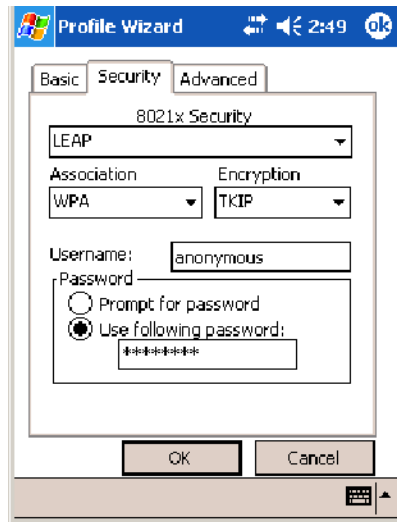 Profile Wizard 2:49 ok
Basic Security Advanced
8021x Security
LEAP
Association Encryption
WPA TKIP
Username: anonymous
Password
Prompt for password
Use following password:
*********
OK Cancel